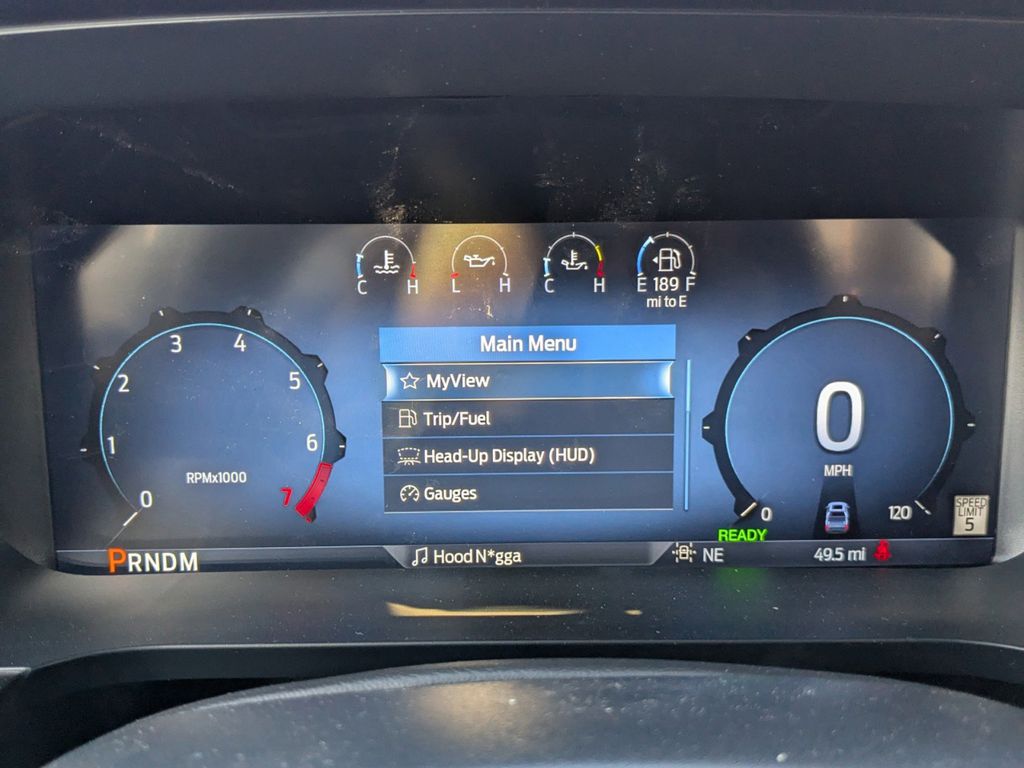 C H
L H
C H
E 189 F
mi to E
Main Menu
MyView
Trip/Fuel
Head-Up Display (HUD)
Gauges
0 1 2 3 4 5 6 7
RPMx1000
0
MPH
0 120
SPEED
LIMIT
5
READY
PRNDM
Hood N*gga
NE
49.5 mi